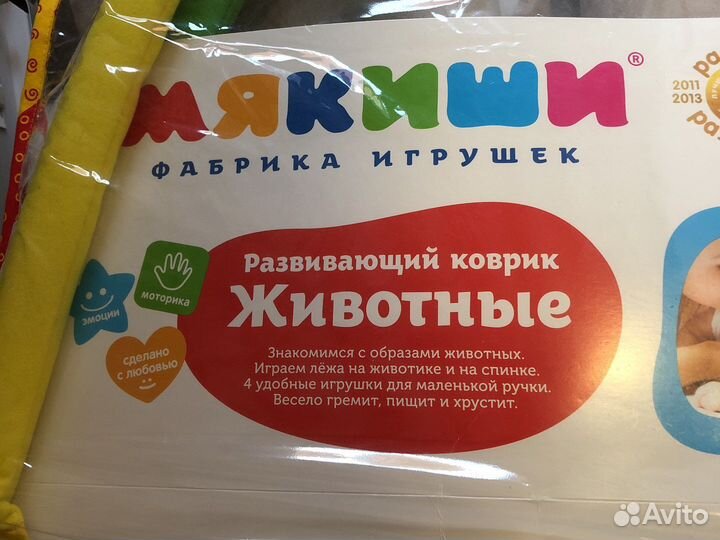 МЯКИШИ®
ФАБРИКА ИГРУШЕК
2011
2013
Развивающий коврик
Животные
Знакомимся с образами животных.
Играем лёжа на животике и на спинке.
4 удобные игрушки для маленькой ручки.
Весело гремит, пищит и хрустит.
эмоции
моторика
сделано
с любовью
Avito